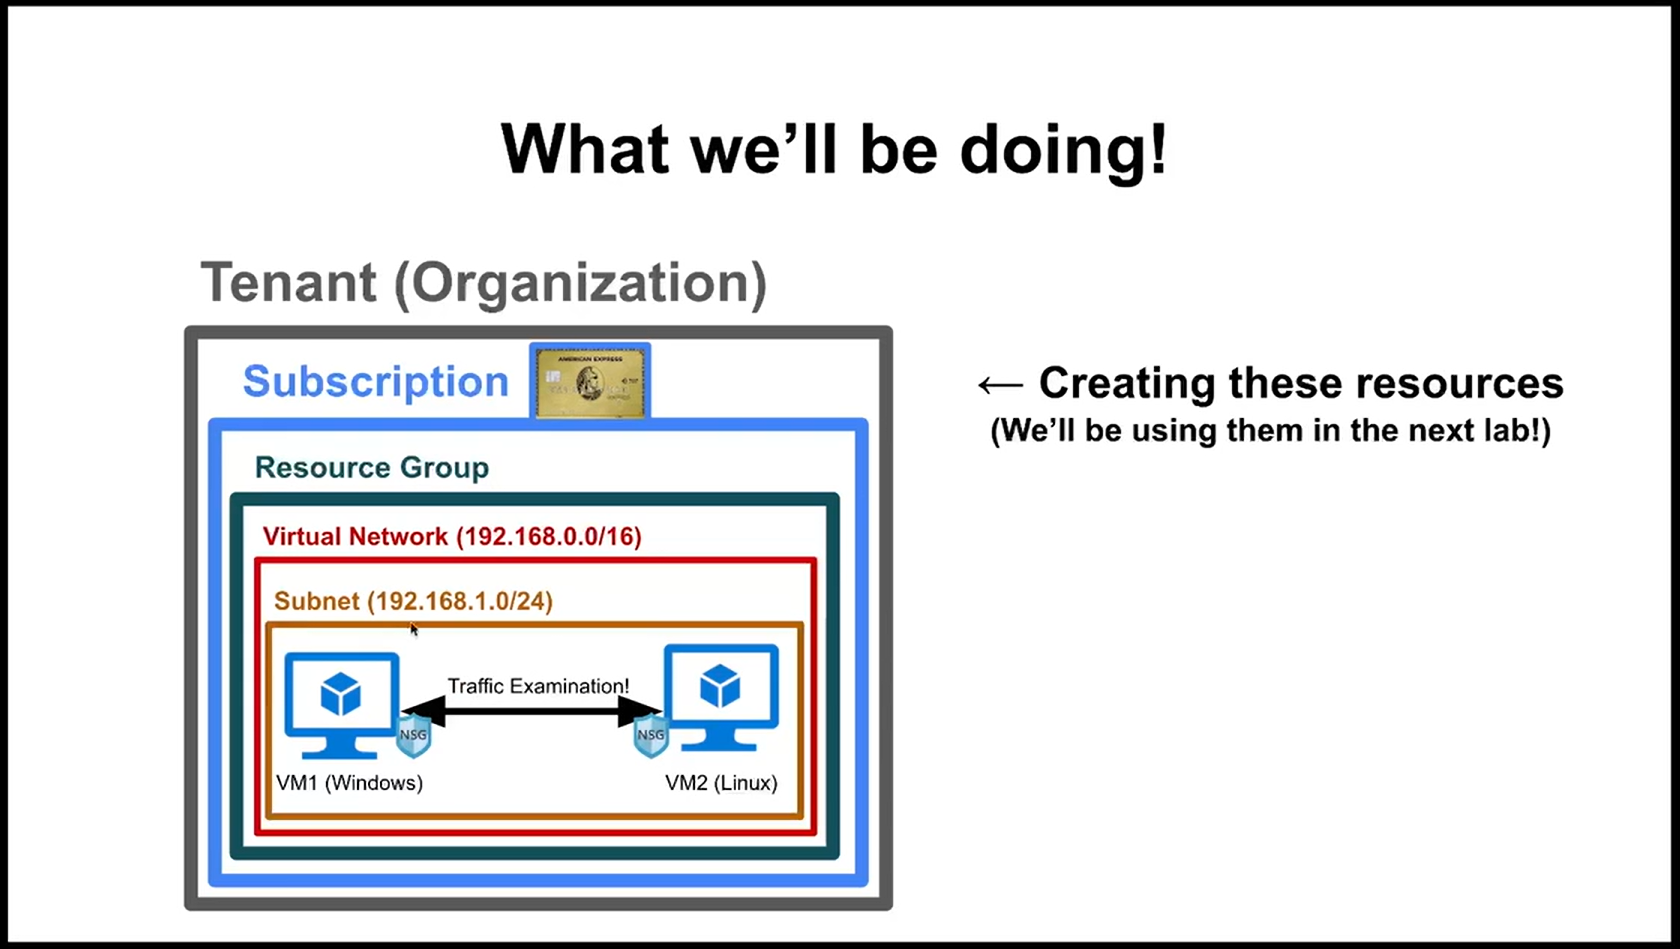 What we’ll be doing!
Tenant (Organization)
Subscription
AMERICAN EXPRESS
← Creating these resources
(We’ll be using them in the next lab!)
Resource Group
Virtual Network (192.168.0.0/16)
Subnet (192.168.1.0/24)
Traffic Examination!
NSG
NSG
VM1 (Windows)
VM2 (Linux)